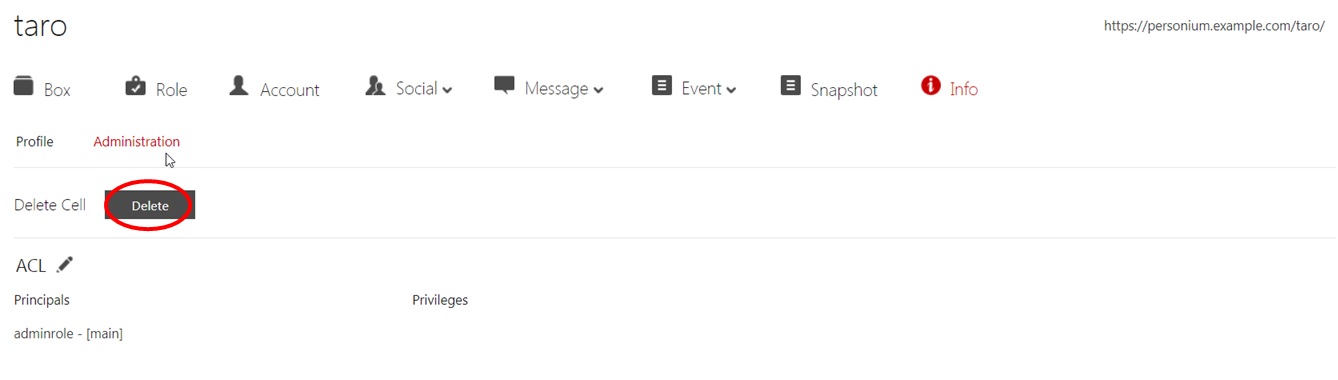 taro
https://personium.example.com/taro/
Box Role Account Social Message Event Snapshot Info
Profile Administration
Delete Cell Delete
ACL
Principals Privileges
adminrole - [main]